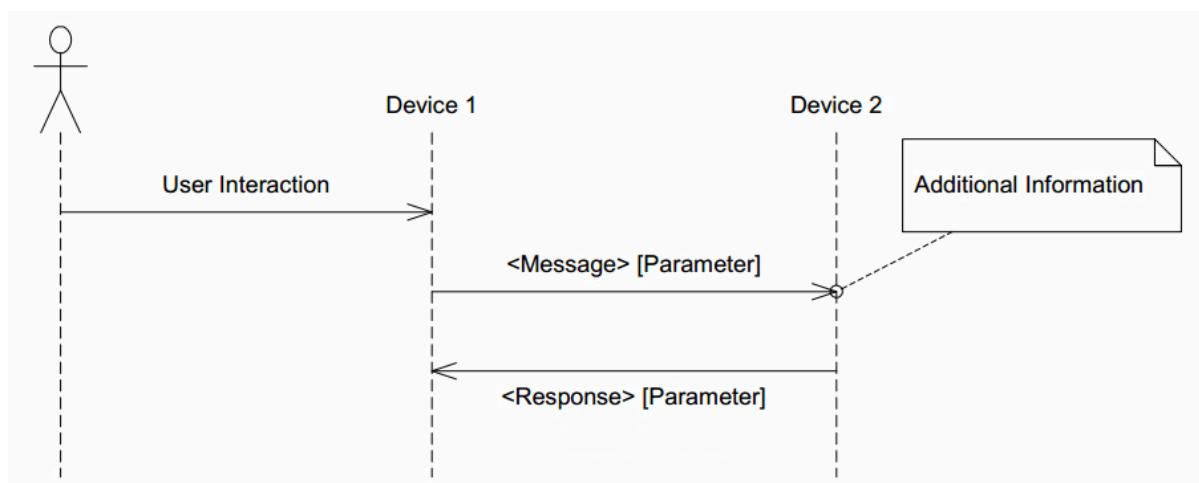 Device 1
Device 2
User Interaction
Additional Information
<Message> [Parameter]
<Response> [Parameter]